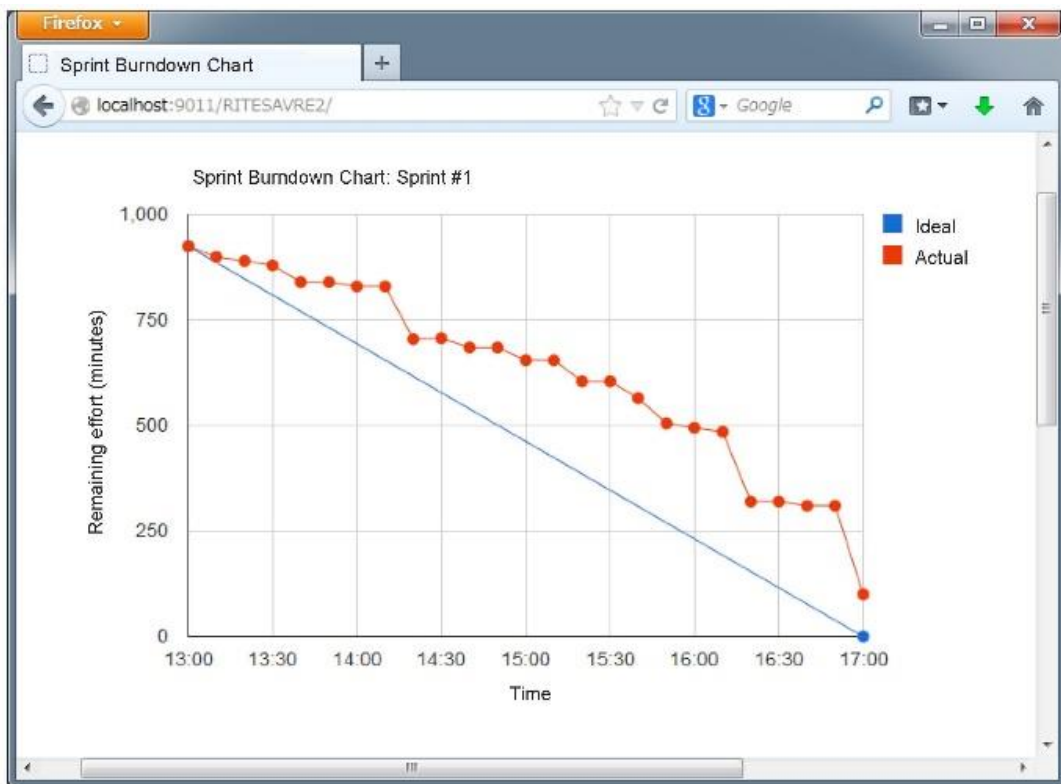 Firefox
Sprint Burndown Chart
localhost:9011/RITESAVRE2/
Google
Sprint Burndown Chart: Sprint #1
1,000
750
500
250
0
Remaining effort (minutes)
Ideal
Actual
13:00 13:30 14:00 14:30 15:00 15:30 16:00 16:30 17:00
Time